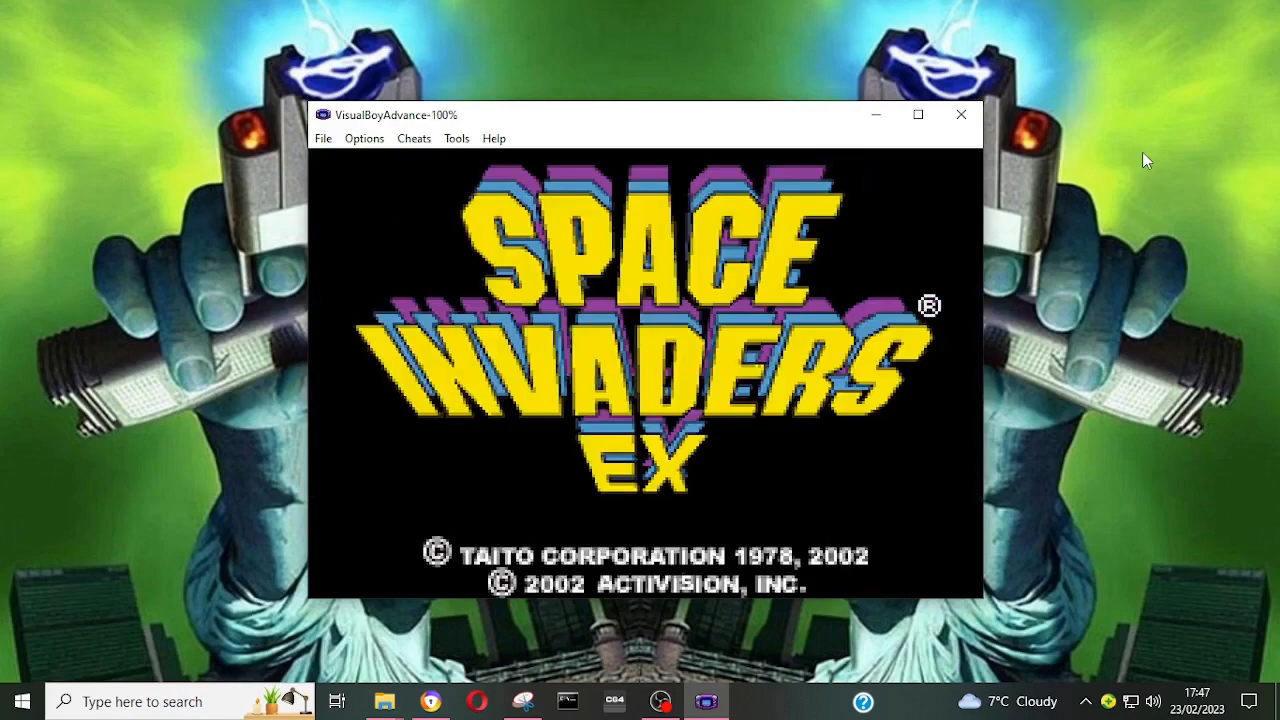 VisualBoyAdvance-100%
File Options Cheats Tools Help
SPACE
INVADERS ®
EX
© TAITO CORPORATION 1978, 2002
© 2002 ACTIVISION, INC.
Type here to search
C64
7°C Cloudy
17:47
23/02/2023